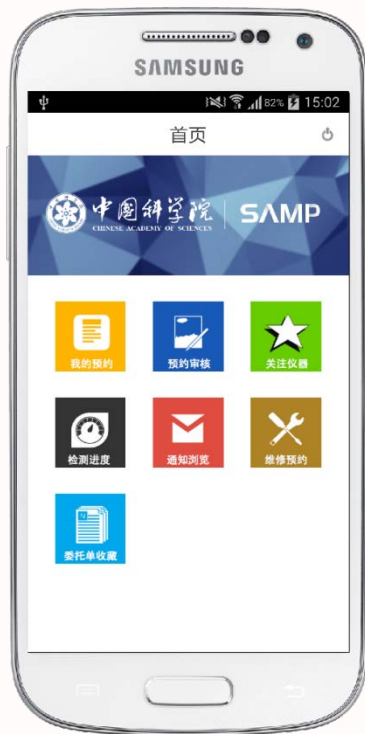 SAMSUNG
82% 15:02
首页
中国科学院 SAMP
CHINESE ACADEMY OF SCIENCES
我的预约 预约审核 关注仪器
检测进度 通知浏览 维修预约
委托单收藏